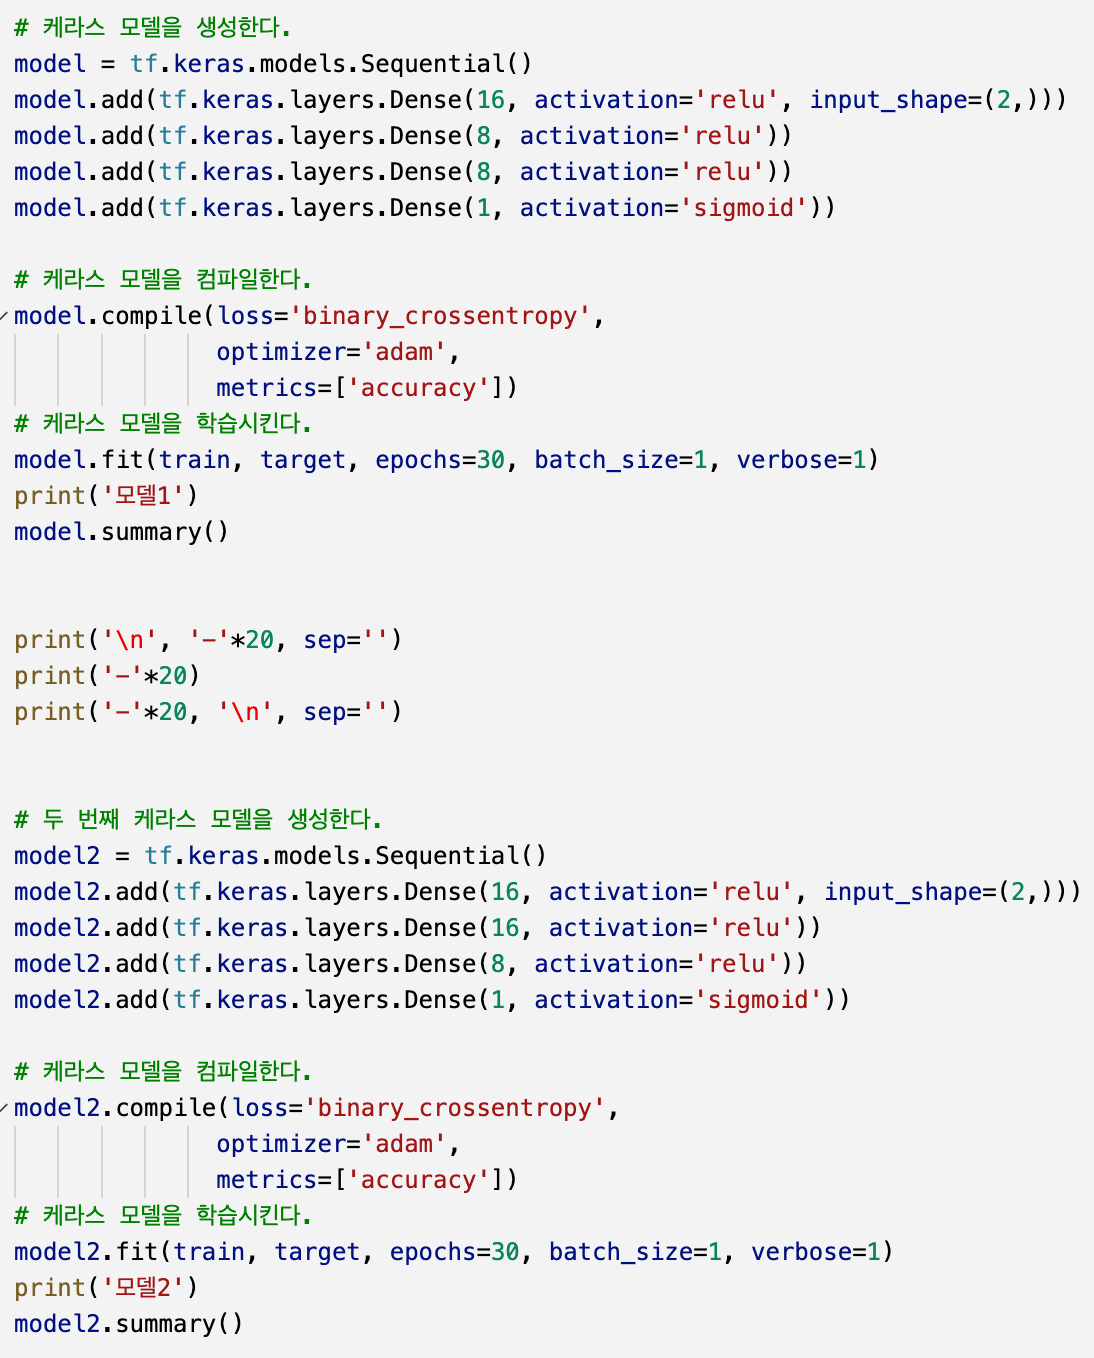 # 케라스 모델을 생성한다.
model = tf.keras.models.Sequential()
model.add(tf.keras.layers.Dense(16, activation='relu', input_shape=(2,)))
model.add(tf.keras.layers.Dense(8, activation='relu'))
model.add(tf.keras.layers.Dense(8, activation='relu'))
model.add(tf.keras.layers.Dense(1, activation='sigmoid'))
# 케라스 모델을 컴파일한다.
model.compile(loss='binary_crossentropy',
optimizer='adam',
metrics=['accuracy'])
# 케라스 모델을 학습시킨다.
model.fit(train, target, epochs=30, batch_size=1, verbose=1)
print('모델1')
model.summary()
print('\n', '-'*20, sep='')
print('-'*20)
print('-'*20, '\n', sep='')
# 두 번째 케라스 모델을 생성한다.
model2 = tf.keras.models.Sequential()
model2.add(tf.keras.layers.Dense(16, activation='relu', input_shape=(2,)))
model2.add(tf.keras.layers.Dense(16, activation='relu'))
model2.add(tf.keras.layers.Dense(8, activation='relu'))
model2.add(tf.keras.layers.Dense(1, activation='sigmoid'))
# 케라스 모델을 컴파일한다.
model2.compile(loss='binary_crossentropy',
optimizer='adam',
metrics=['accuracy'])
# 케라스 모델을 학습시킨다.
model2.fit(train, target, epochs=30, batch_size=1, verbose=1)
print('모델2')
model2.summary()